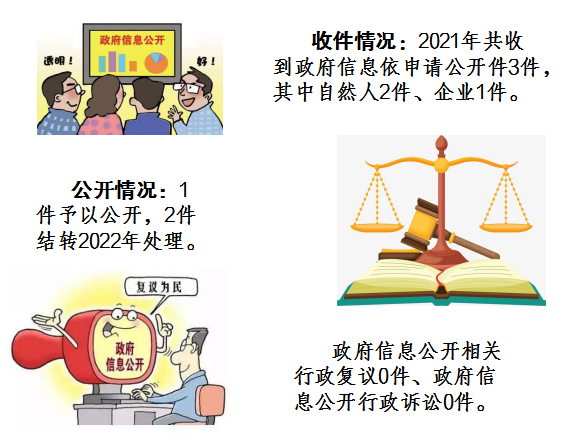 政府信息公开
透明！
好！
收件情况：2021年共收
到政府信息依申请公开件3件，
其中自然人2件、企业1件。
公开情况：1
件予以公开，2件
结转2022年处理。
复议为民
政府
信息公开
政府信息公开相关
行政复议0件、政府信
息公开行政诉讼0件。